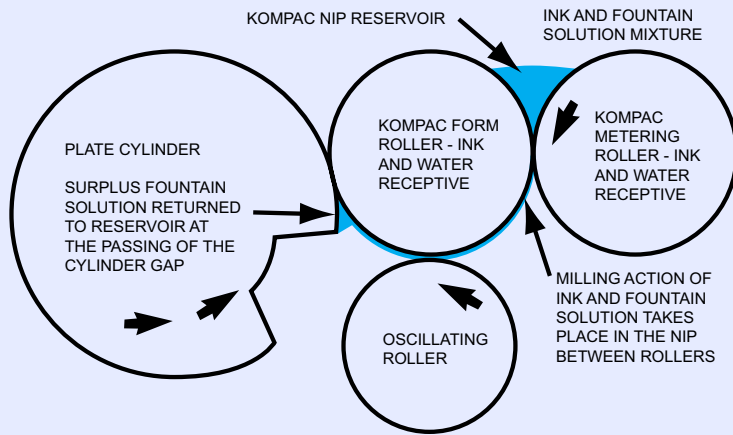 KOMPAC NIP RESERVOIR
INK AND FOUNTAIN
SOLUTION MIXTURE
PLATE CYLINDER
SURPLUS FOUNTAIN
SOLUTION RETURNED
TO RESERVOIR AT
THE PASSING OF THE
CYLINDER GAP
KOMPAC FORM
ROLLER - INK
AND WATER
RECEPTIVE
KOMPAC
METERING
ROLLER - INK
AND WATER
RECEPTIVE
OSCILLATING
ROLLER
MILLING ACTION OF
INK AND FOUNTAIN
SOLUTION TAKES
PLACE IN THE NIP
BETWEEN ROLLERS